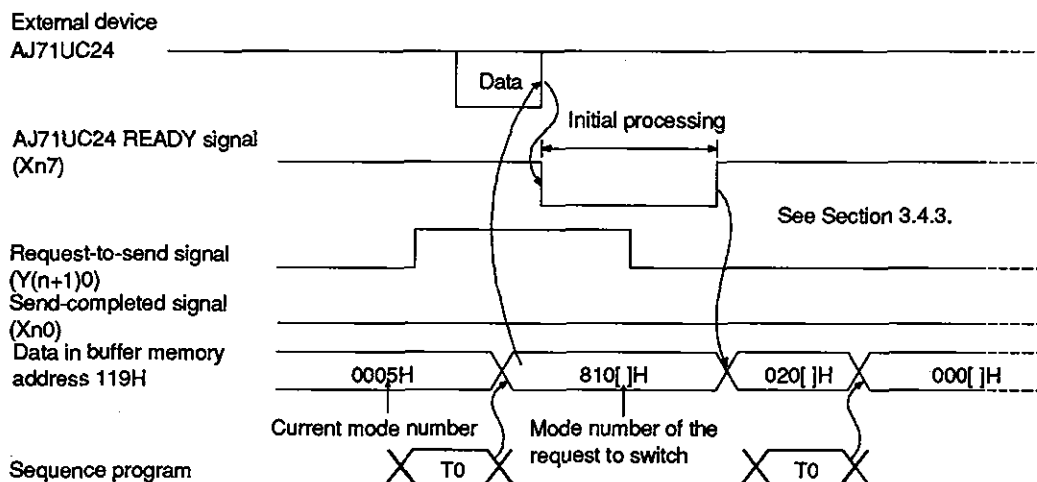 External device
AJ71UC24
Data
AJ71UC24 READY signal
(Xn7)
Initial processing
See Section 3.4.3.
Request-to-send signal
(Y(n+1)0)
Send-completed signal
(Xn0)
Data in buffer memory
address 119H
0005H
810[ ]H
020[ ]H
000[ ]H
Current mode number
Mode number of the
request to switch
Sequence program
T0
T0